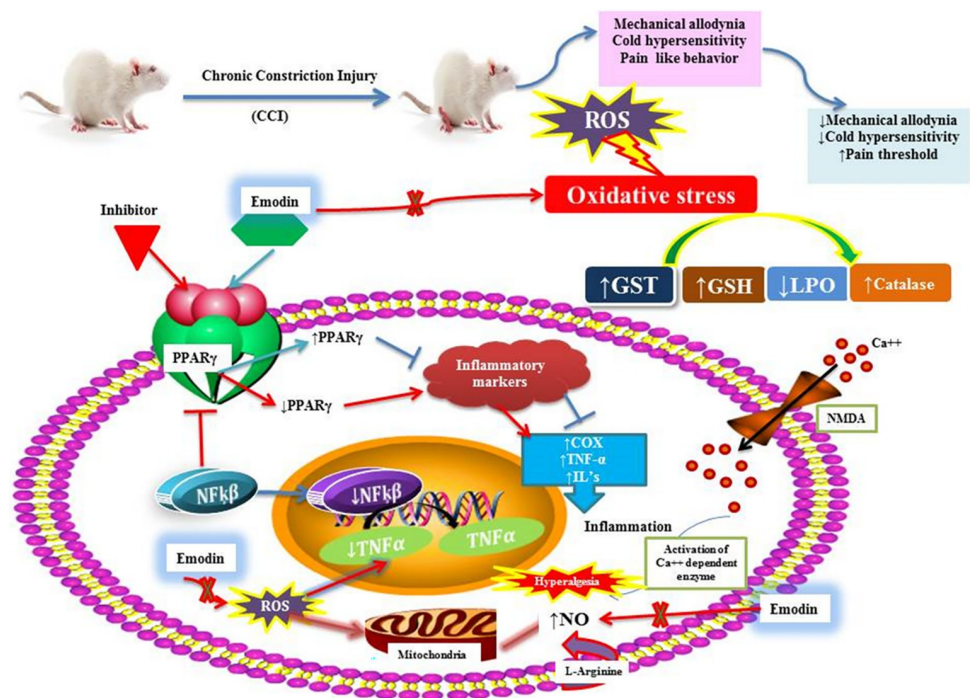 Mechanical allodynia
Cold hypersensitivity
Pain like behavior
Chronic Constriction Injury
(CCI)
ROS
↓Mechanical allodynia
↓Cold hypersensitivity
↑Pain threshold
Emodin
Oxidative stress
Inhibitor
↑GST
↑GSH
↓LPO
↑Catalase
PPARγ
↑PPARγ
↓PPARγ
Inflammatory
markers
Ca++
NMDA
↑COX
↑TNF-α
↑IL's
NFkβ
↓NFkβ
Inflammation
↓TNFα
TNFα
Activation of
Ca++ dependent
enzyme
Emodin
ROS
Hyperalgesia
Emodin
↑NO
Mitochondria
L-Arginine